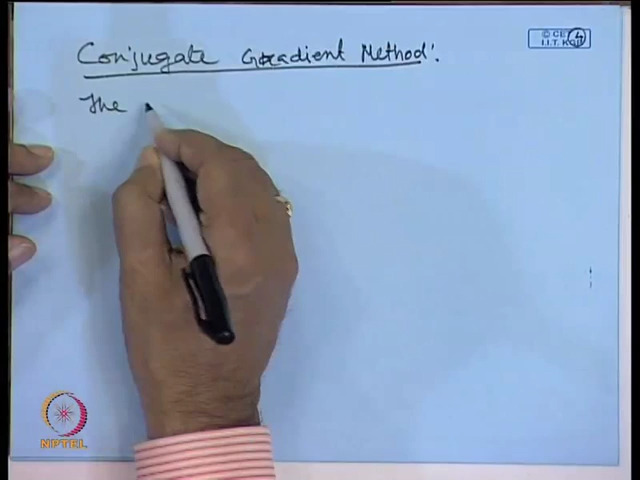 © CET
I.I.T. KGP
Conjugate Gradient Method:
The
NPTEL